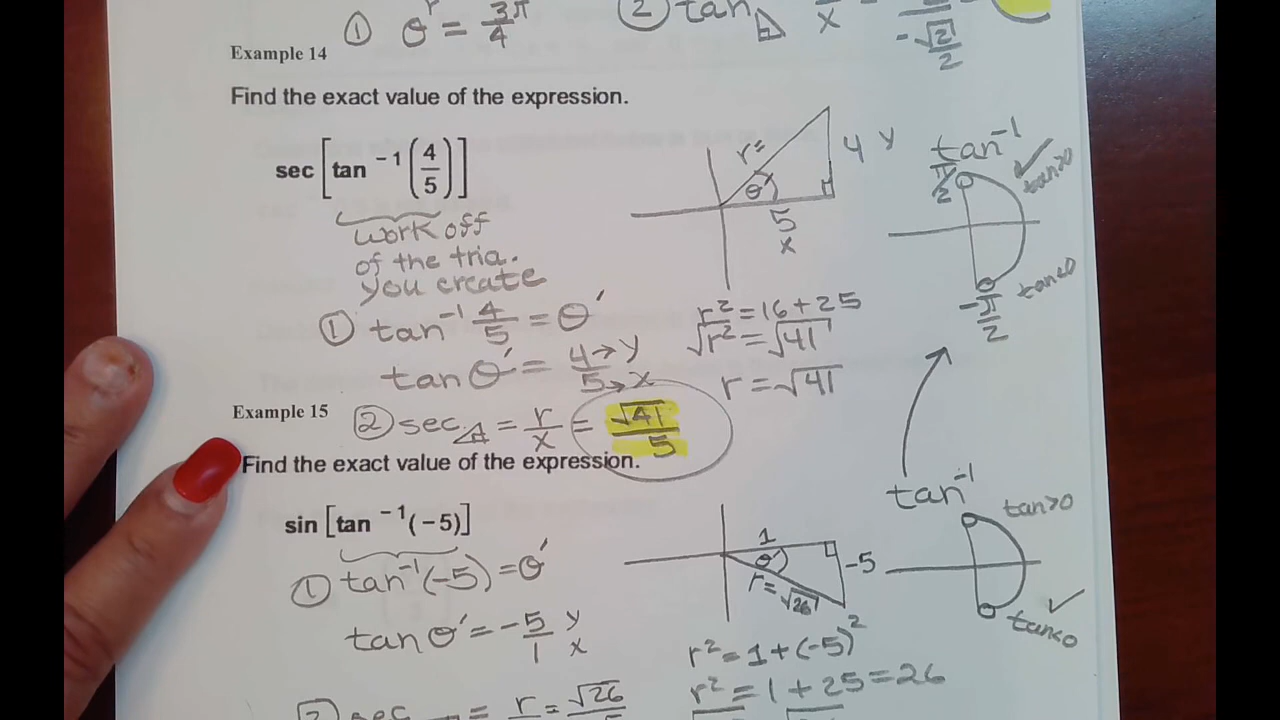 ① θ^r = 3π/4
② tan = /x = -√2/2
Example 14
Find the exact value of the expression.
sec [tan⁻¹(4/5)]
work off
of the tria.
you create
r=
θ'
4 y
5
x
tan⁻¹
π/2
tan>0
tan<0
-π/2
① tan⁻¹ 4/5 = θ'
tan θ' = 4→y/5→x
r² = 16 + 25
√r² = √41
r = √41
Example 15
② sec = r/x = √41/5
Find the exact value of the expression.
tan⁻¹
tan>0
tan<0
sin [tan⁻¹(−5)]
① tan⁻¹(-5) = θ'
tan θ' = -5/1 y/x
1
θ'
-5
r = √26
r² = 1 + (-5)²
r² = 1 + 25 = 26
② sec = r/ = √26/